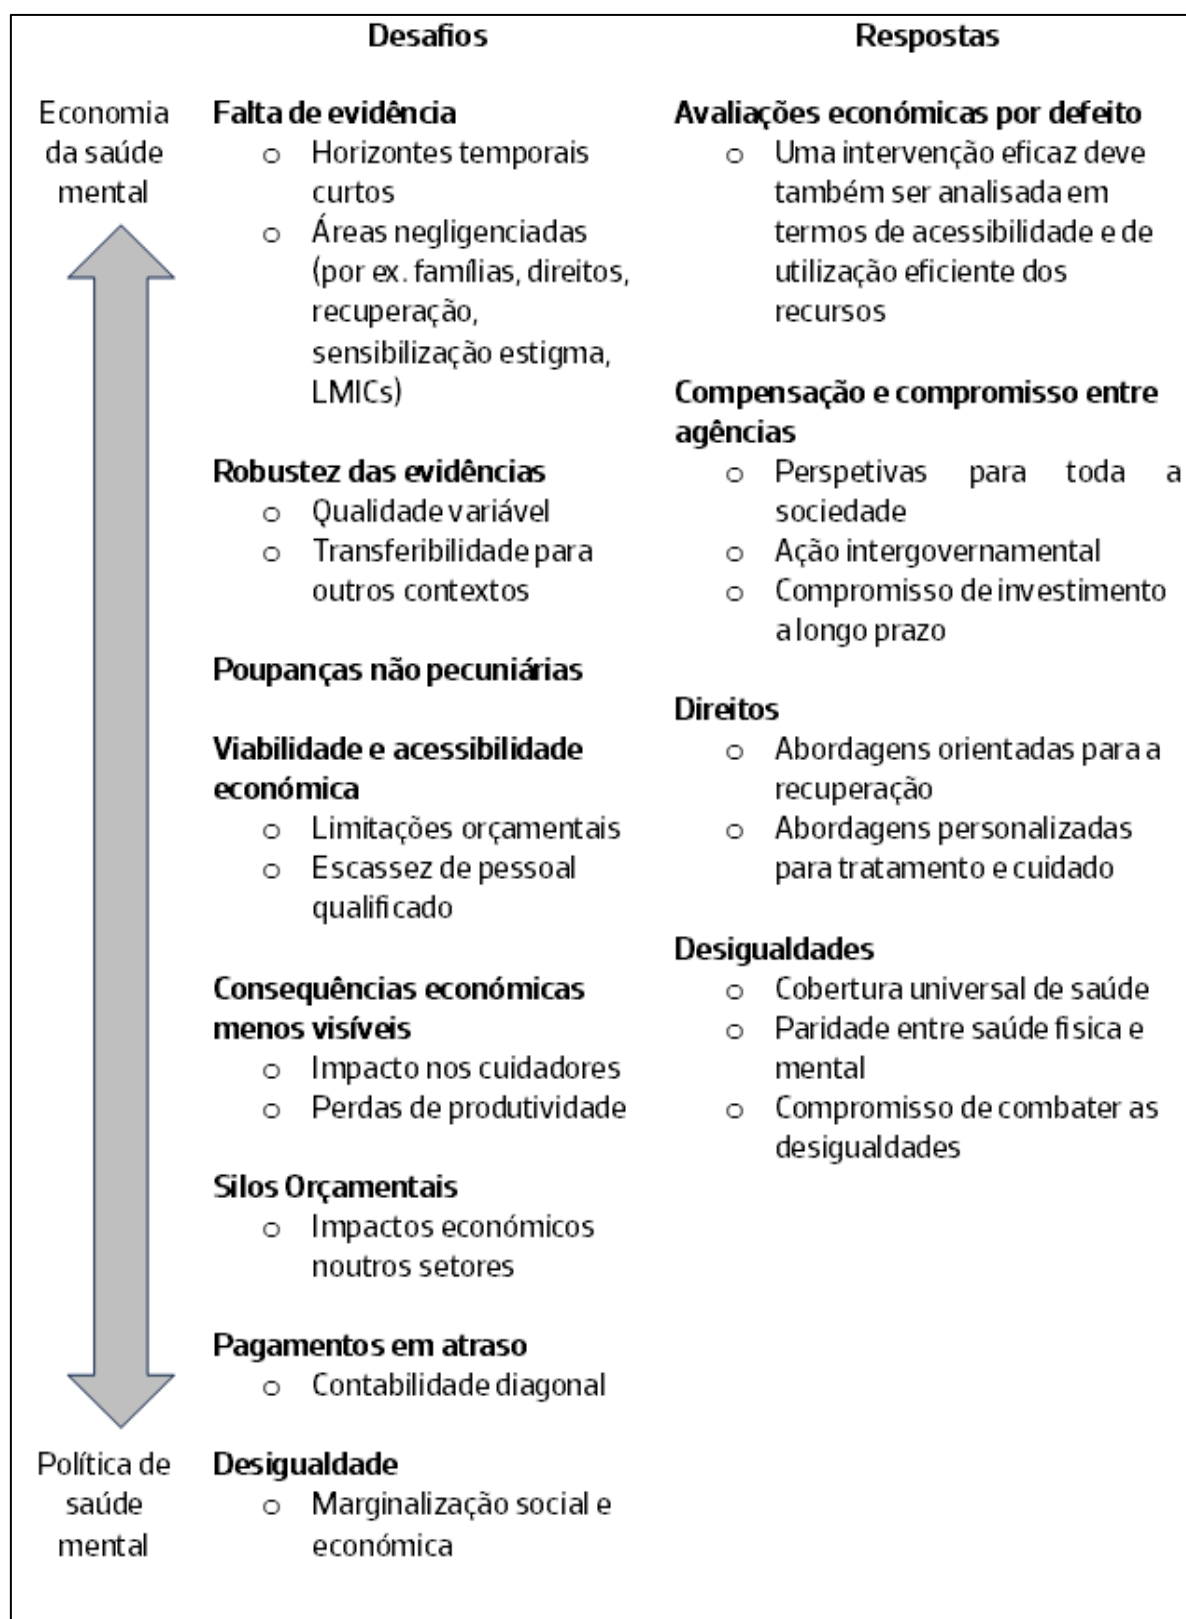 Desafios
Respostas
Economia
da saúde
mental
Falta de evidência
o Horizontes temporais
curtos
o Áreas negligenciadas
(por ex. famílias, direitos,
recuperação,
sensibilização estigma,
LMICs)
Robustez das evidências
o Qualidade variável
o Transferibilidade para
outros contextos
Poupanças não pecuniárias
Viabilidade e acessibilidade
económica
o Limitações orçamentais
o Escassez de pessoal
qualificado
Consequências económicas
menos visíveis
o Impacto nos cuidadores
o Perdas de produtividade
Silos Orçamentais
o Impactos económicos
noutros setores
Pagamentos em atraso
o Contabilidade diagonal
Política de
saúde
mental
Desigualdade
o Marginalização social e
económica
Avaliações económicas por defeito
o Uma intervenção eficaz deve
também ser analisada em
termos de acessibilidade e de
utilização eficiente dos
recursos
Compensação e compromisso entre
agências
o Perspetivas para toda a
sociedade
o Ação intergovernamental
o Compromisso de investimento
a longo prazo
Direitos
o Abordagens orientadas para a
recuperação
o Abordagens personalizadas
para tratamento e cuidado
Desigualdades
o Cobertura universal de saúde
o Paridade entre saúde fisica e
mental
o Compromisso de combater as
desigualdades